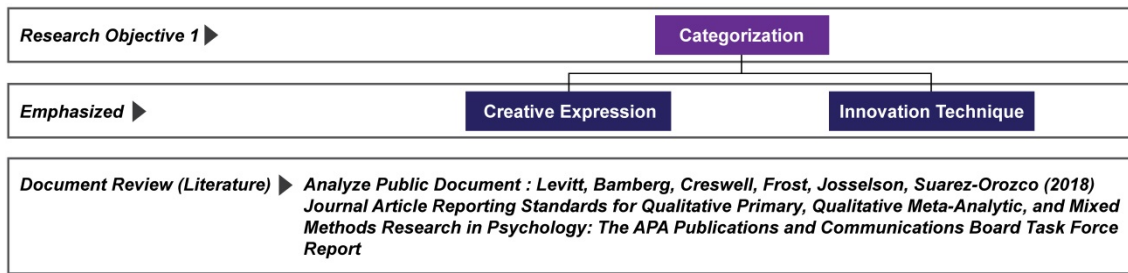 Research Objective 1
Categorization
Emphasized
Creative Expression
Innovation Technique
Document Review (Literature)
Analyze Public Document : Levitt, Bamberg, Creswell, Frost, Josselson, Suarez-Orozco (2018)
Journal Article Reporting Standards for Qualitative Primary, Qualitative Meta-Analytic, and Mixed
Methods Research in Psychology: The APA Publications and Communications Board Task Force
Report